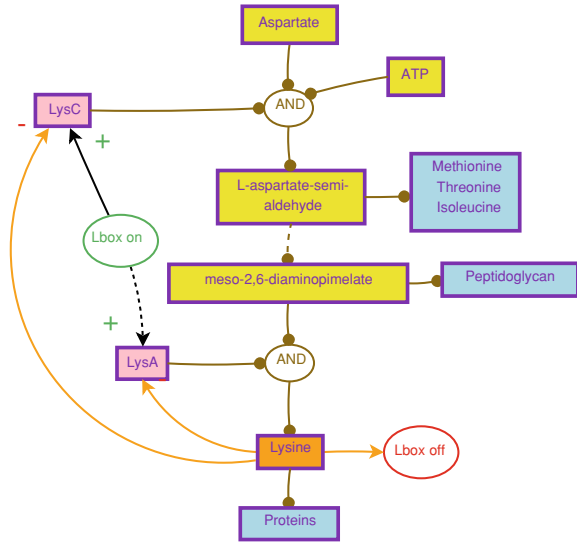 Aspartate
ATP
LysC
AND
-
+
L-aspartate-semi-
aldehyde
Methionine
Threonine
Isoleucine
Lbox on
meso-2,6-diaminopimelate
Peptidoglycan
+
LysA
-
AND
Lysine
Lbox off
Proteins